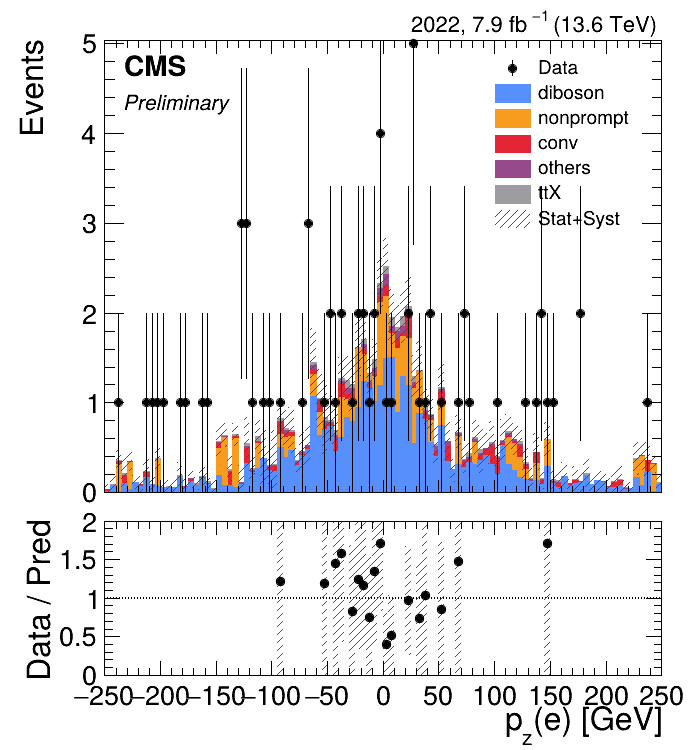 2022, 7.9 fb⁻¹ (13.6 TeV)
CMS
Preliminary
Events
5
4
3
2
1
0
Data
diboson
nonprompt
conv
others
ttX
Stat+Syst
Data / Pred
2
1.5
1
0.5
0
−250 −200 −150 −100 −50 0 50 100 150 200 250
p_z(e) [GeV]